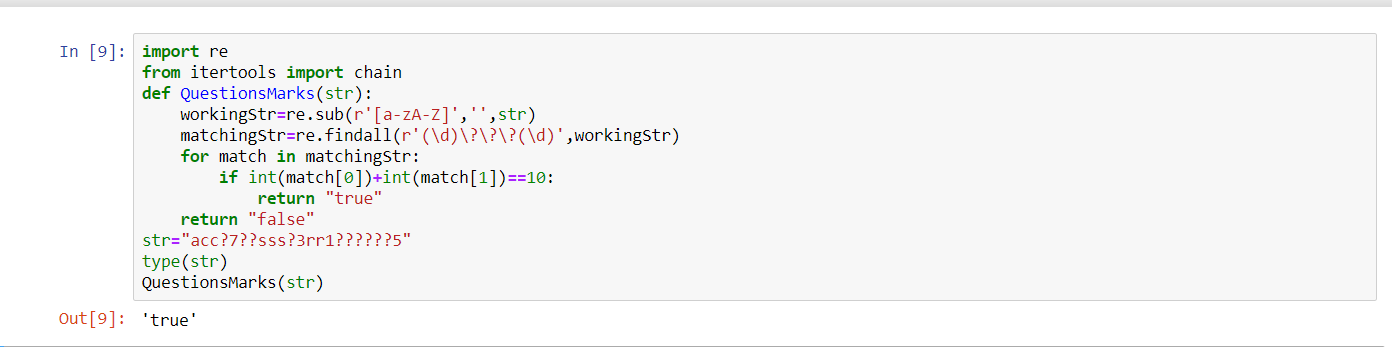 In [9]: import re
from itertools import chain
def QuestionsMarks(str):
    workingStr=re.sub(r'[a-zA-Z]','',str)
    matchingStr=re.findall(r'(\d)\?\?\?(\d)',workingStr)
    for match in matchingStr:
        if int(match[0])+int(match[1])==10:
            return "true"
    return "false"
str="acc?7??sss?3rr1??????5"
type(str)
QuestionsMarks(str)
Out[9]: 'true'